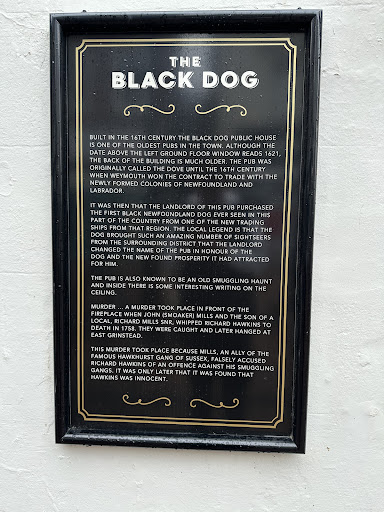 THE
BLACK DOG
BUILT IN THE 16TH CENTURY THE BLACK DOG PUBLIC HOUSE
IS ONE OF THE OLDEST PUBS IN THE TOWN. ALTHOUGH THE
DATE ABOVE THE LEFT GROUND FLOOR WINDOW READS 1621,
THE BACK OF THE BUILDING IS MUCH OLDER. THE PUB WAS
ORIGINALLY CALLED THE DOVE UNTIL THE 16TH CENTURY
WHEN WEYMOUTH WON THE CONTRACT TO TRADE WITH THE
NEWLY FORMED COLONIES OF NEWFOUNDLAND AND
LABRADOR.
IT WAS THEN THAT THE LANDLORD OF THIS PUB PURCHASED
THE FIRST BLACK NEWFOUNDLAND DOG EVER SEEN IN THIS
PART OF THE COUNTRY FROM ONE OF THE NEW TRADING
SHIPS FROM THAT REGION. THE LOCAL LEGEND IS THAT THE
DOG BROUGHT SUCH AN AMAZING NUMBER OF SIGHTSEERS
FROM THE SURROUNDING DISTRICT THAT THE LANDLORD
CHANGED THE NAME OF THE PUB IN HONOUR OF THE
DOG AND THE NEW FOUND PROSPERITY IT HAD ATTRACTED
FOR HIM.
THE PUB IS ALSO KNOWN TO BE AN OLD SMUGGLING HAUNT
AND INSIDE THERE IS SOME INTERESTING WRITING ON THE
CEILING.
MURDER ... A MURDER TOOK PLACE IN FRONT OF THE
FIREPLACE WHEN JOHN (SMOAKER) MILLS AND THE SON OF A
LOCAL, RICHARD MILLS SNR, WHIPPED RICHARD HAWKINS TO
DEATH IN 1758. THEY WERE CAUGHT AND LATER HANGED AT
EAST GRINSTEAD.
THIS MURDER TOOK PLACE BECAUSE MILLS, AN ALLY OF THE
FAMOUS HAWKHURST GANG OF SUSSEX, FALSELY ACCUSED
RICHARD HAWKINS OF AN OFFENCE AGAINST HIS SMUGGLING
GANGS. IT WAS ONLY LATER THAT IT WAS FOUND THAT
HAWKINS WAS INNOCENT.